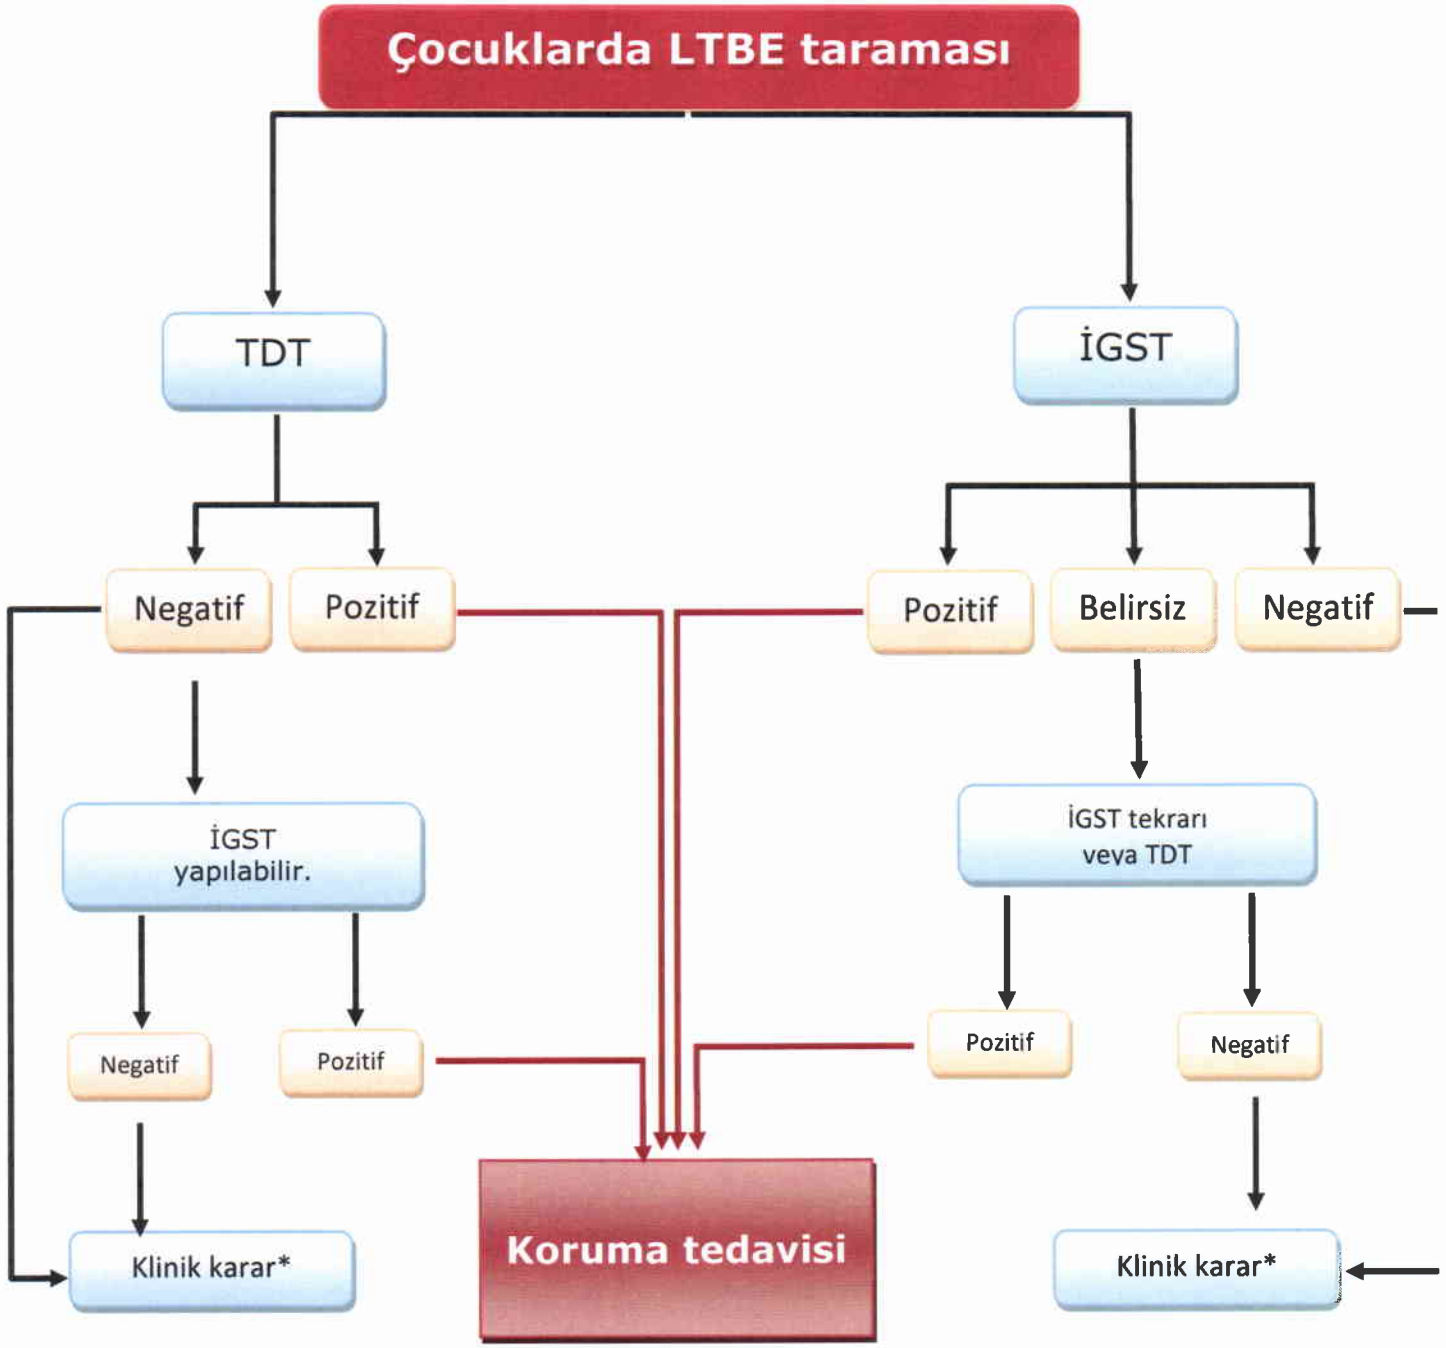 Çocuklarda LTBE taraması
TDT
İGST
Negatif
Pozitif
Pozitif
Belirsiz
Negatif
İGST
yapılabilir.
İGST tekrarı
veya TDT
Negatif
Pozitif
Pozitif
Negatif
Klinik karar*
Koruma tedavisi
Klinik karar*